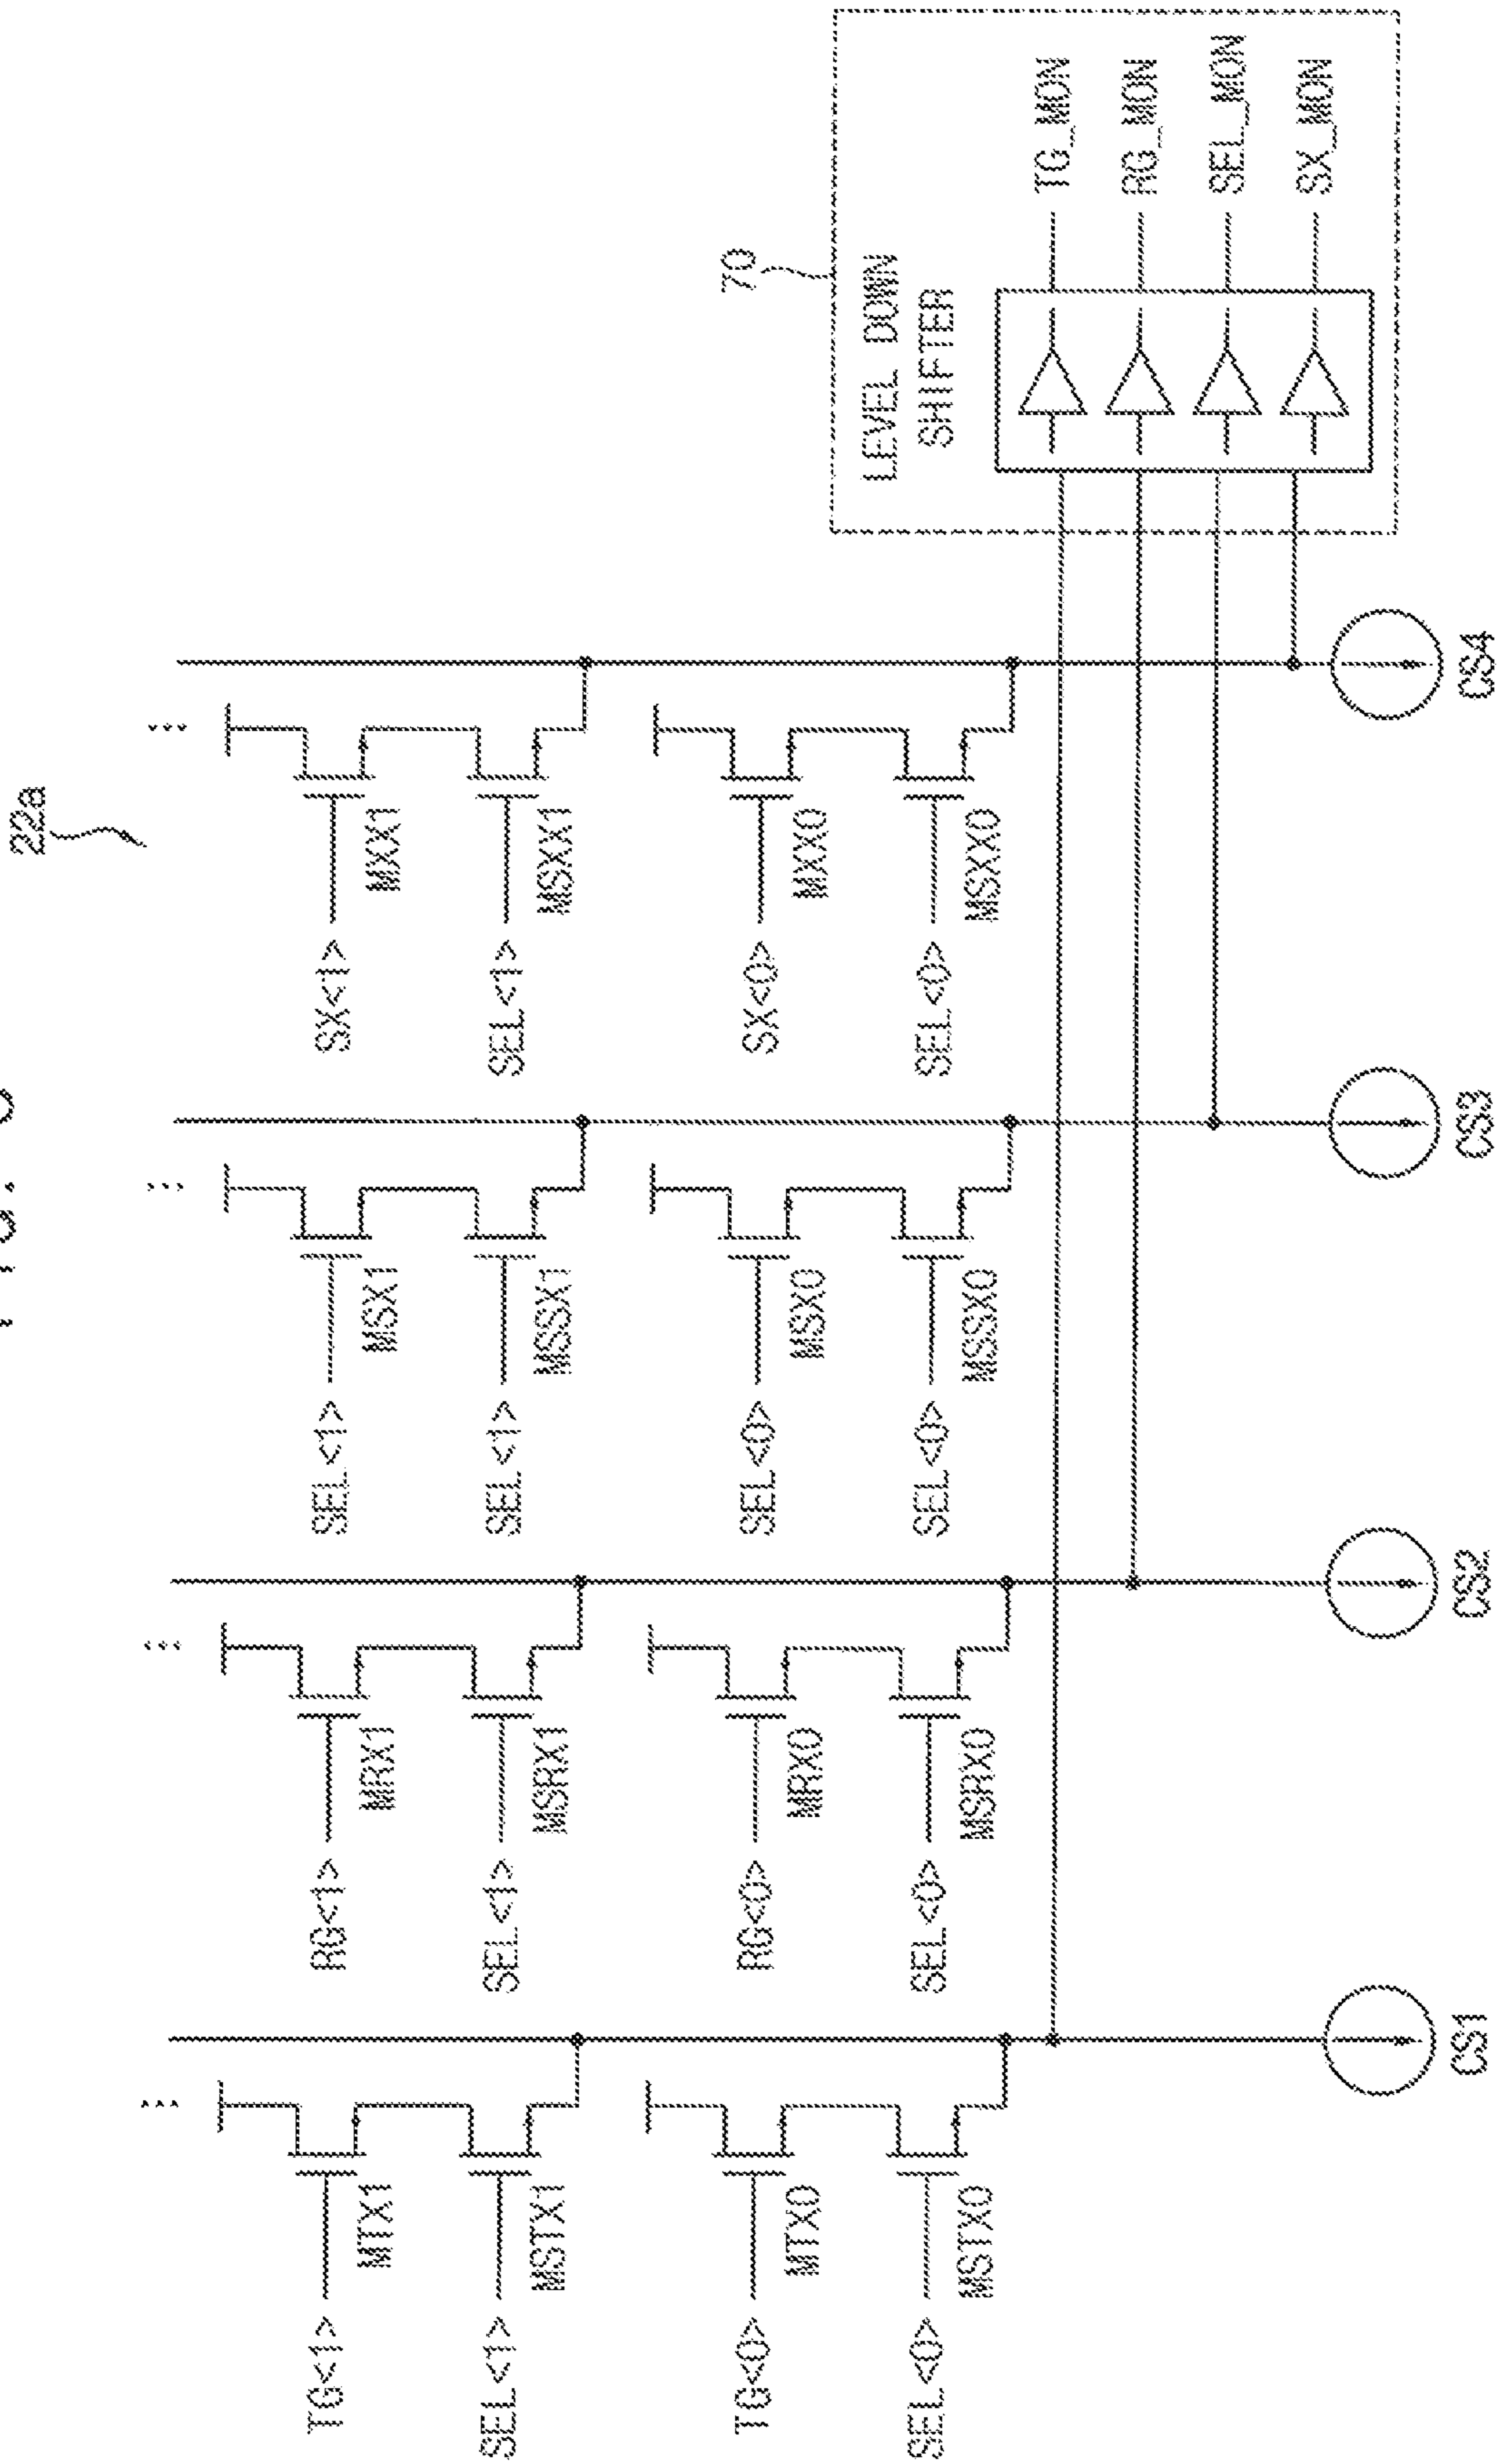 22a
TG<1>
MTX1
SEL<1>
MSTX1
TG<0>
MTX0
SEL<0>
MSTX0
CS1
RG<1>
MRX1
SEL<1>
MSRX1
RG<0>
MRX0
SEL<0>
MSRX0
CS2
SEL<1>
MSX1
SEL<1>
MSSX1
SEL<0>
MSX0
SEL<0>
MSSX0
CS3
SX<1>
MXX1
SEL<1>
MSXX1
SX<0>
MXX0
SEL<0>
MSXX0
CS4
70
LEVEL DOWN
SHIFTER
TG_MON
RG_MON
SEL_MON
SX_MON